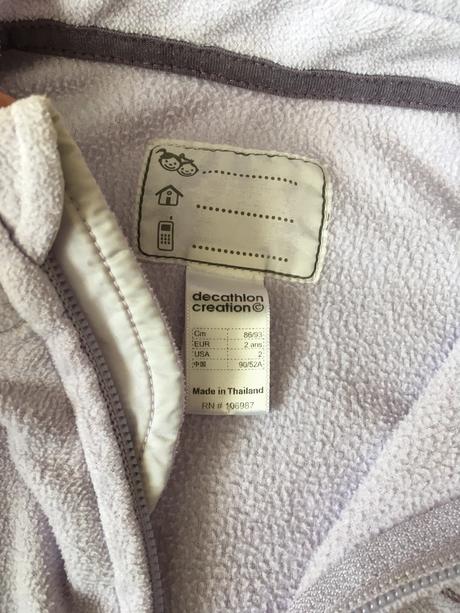 decathlon
creation©
Cm 86/93
EUR 2 ans
USA 2
中国 90/52A
Made in Thailand
RN # 106987